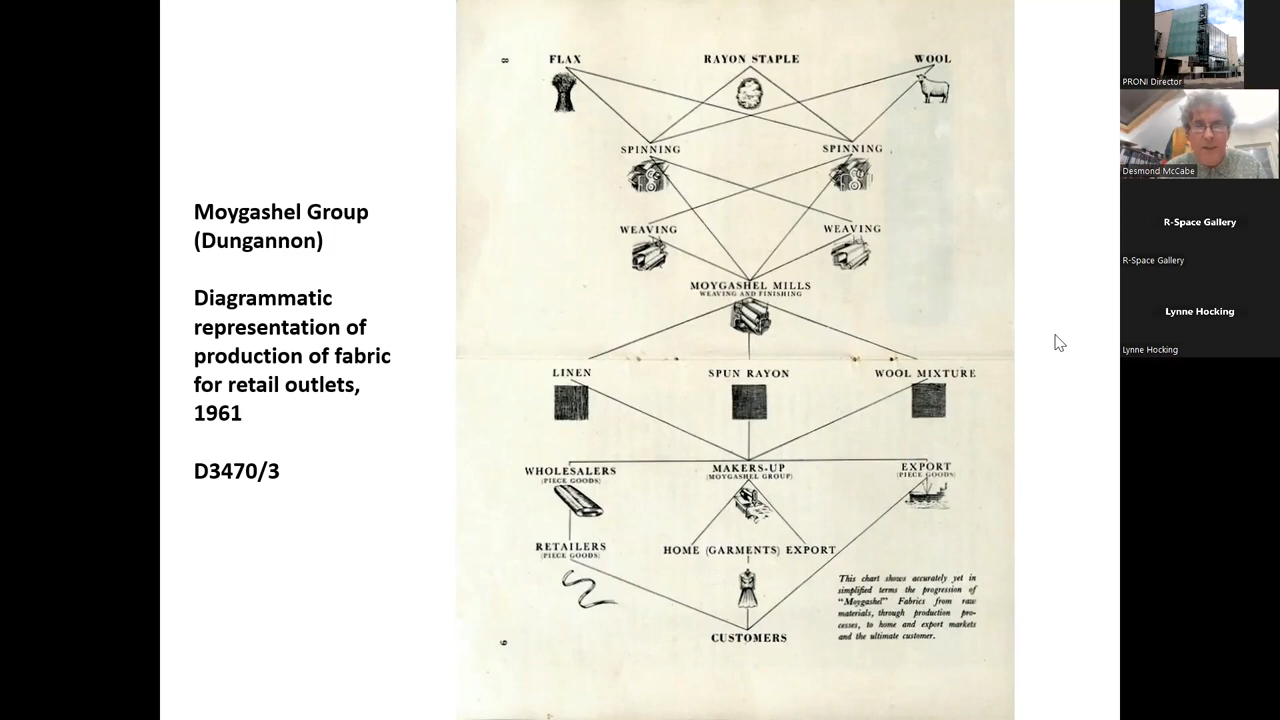 Moygashel Group
(Dungannon)
Diagrammatic
representation of
production of fabric
for retail outlets,
1961
D3470/3
8
FLAX
RAYON STAPLE
WOOL
SPINNING
SPINNING
WEAVING
WEAVING
MOYGASHEL MILLS
WEAVING AND FINISHING
LINEN
SPUN RAYON
WOOL MIXTURE
WHOLESALERS
(PIECE GOODS)
MAKERS-UP
(MOYGASHEL GROUP)
EXPORT
(PIECE GOODS)
RETAILERS
(PIECE GOODS)
HOME (GARMENTS) EXPORT
This chart shows accurately yet in
simplified terms the progression of
"Moygashel" Fabrics from raw
materials, through production pro-
cesses, to home and export markets
and the ultimate customer.
CUSTOMERS
9
PRONI Director
Desmond McCabe
R-Space Gallery
R-Space Gallery
Lynne Hocking
Lynne Hocking